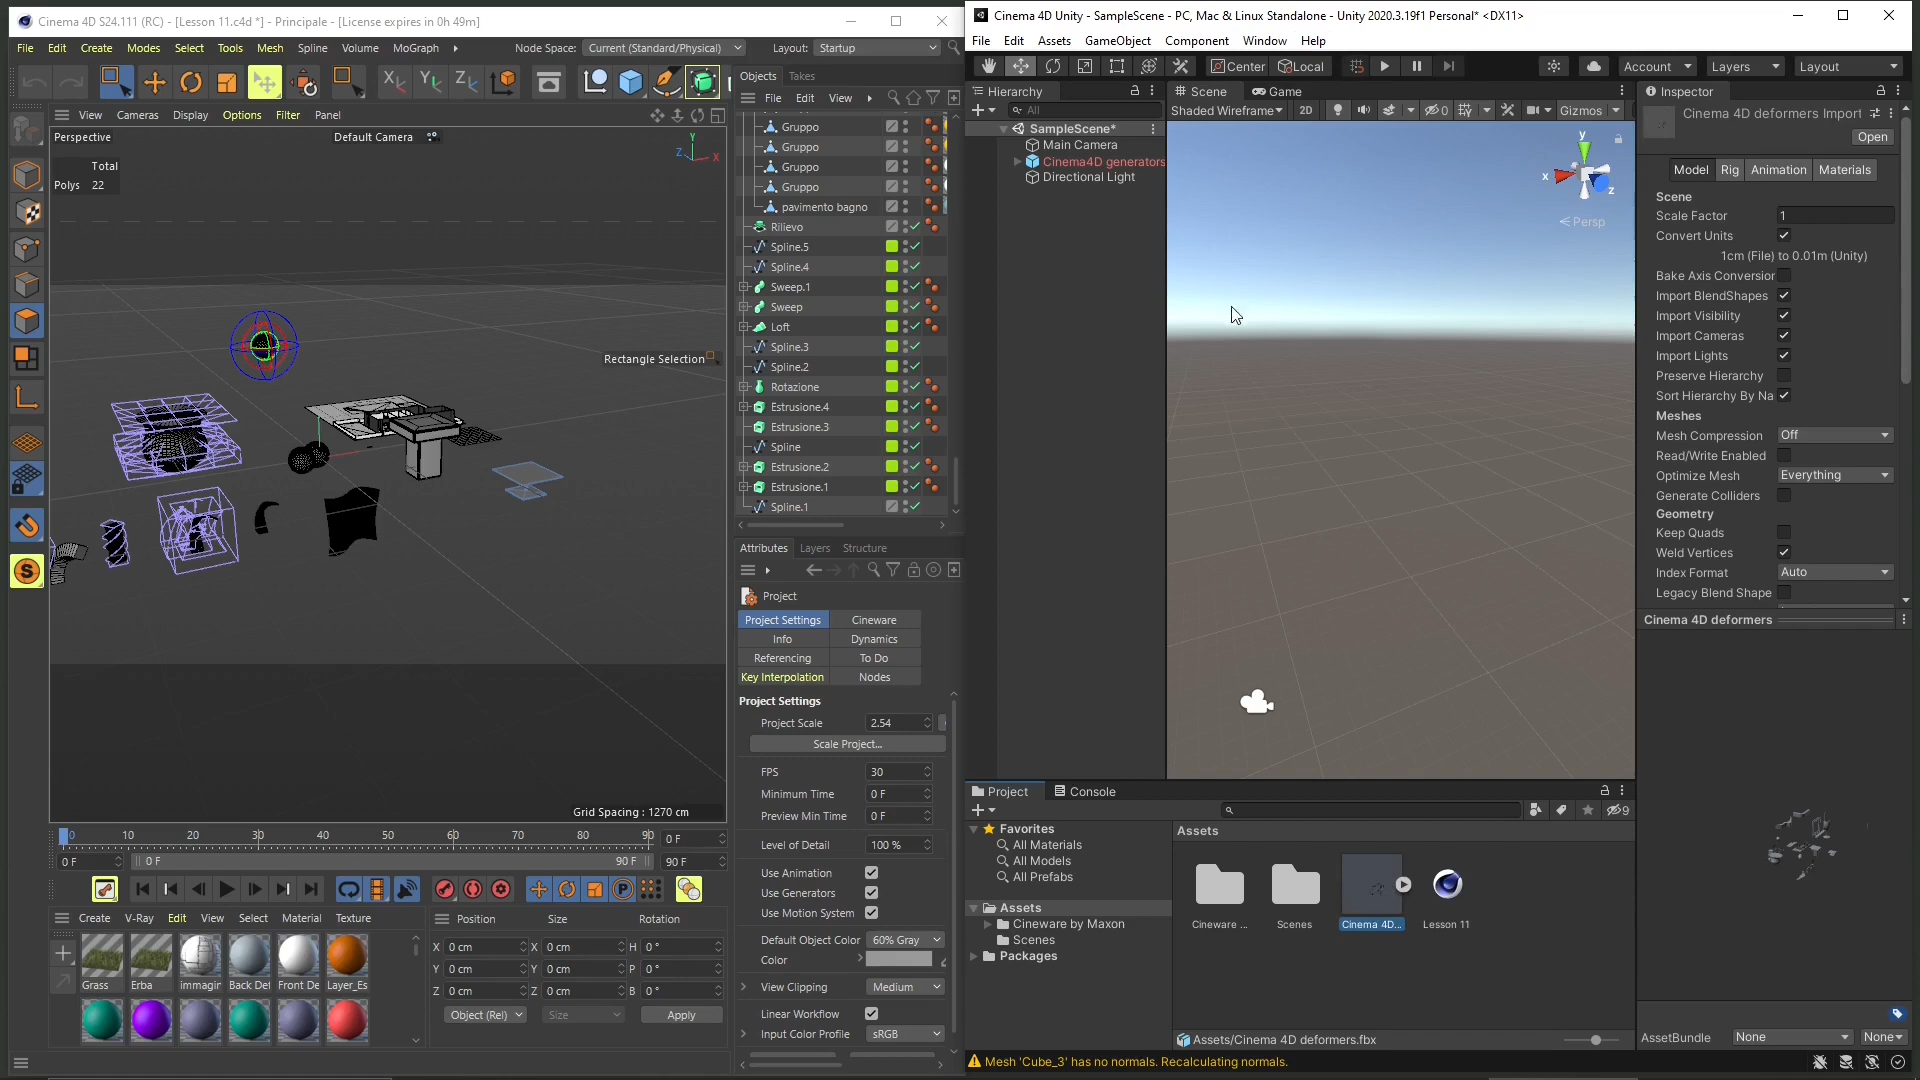 Cinema 4D S24.111 (RC) - [Lesson 11.c4d *] - Principale - [License expires in 0h 49m]
File Edit Create Modes Select Tools Mesh Spline Volume MoGraph
Node Space: Current (Standard/Physical)
Layout: Startup
View Cameras Display Options Filter Panel
Perspective
Default Camera
Total
Polys 22
Y
Z
X
Rectangle Selection
Grid Spacing : 1270 cm
0 10 20 30 40 50 60 70 80 90
0 F
0 F
0 F
90 F
90 F
Create V-Ray Edit View Select Material Texture
Grass
Erba
immagin
Back Det
Front De
Layer_Es
Position
Size
Rotation
X 0 cm X 0 cm H 0 °
Y 0 cm Y 0 cm P 0 °
Z 0 cm Z 0 cm B 0 °
Object (Rel)
Size
Apply
Objects Takes
File Edit View
Gruppo
Gruppo
Gruppo
Gruppo
pavimento bagno
Rilievo
Spline.5
Spline.4
Sweep.1
Sweep
Loft
Spline.3
Spline.2
Rotazione
Estrusione.4
Estrusione.3
Spline
Estrusione.2
Estrusione.1
Spline.1
Attributes Layers Structure
Project
Project Settings
Cineware
Info
Dynamics
Referencing
To Do
Key Interpolation
Nodes
Project Settings
Project Scale 2.54
Scale Project...
FPS 30
Minimum Time 0 F
Preview Min Time 0 F
Level of Detail 100 %
Use Animation
Use Generators
Use Motion System
Default Object Color 60% Gray
Color
View Clipping Medium
Linear Workflow
Input Color Profile sRGB
Cinema 4D Unity - SampleScene - PC, Mac & Linux Standalone - Unity 2020.3.19f1 Personal* <DX11>
File Edit Assets GameObject Component Window Help
Center Local
Account Layers Layout
Hierarchy
All
SampleScene*
Main Camera
Cinema4D generators
Directional Light
Scene Game
Shaded Wireframe 2D
0
Gizmos
y
x
z
Persp
Inspector
Cinema 4D deformers Import
Open
Model Rig Animation Materials
Scene
Scale Factor 1
Convert Units
1cm (File) to 0.01m (Unity)
Bake Axis Conversion
Import BlendShapes
Import Visibility
Import Cameras
Import Lights
Preserve Hierarchy
Sort Hierarchy By Na
Meshes
Mesh Compression Off
Read/Write Enabled
Optimize Mesh Everything
Generate Colliders
Geometry
Keep Quads
Weld Vertices
Index Format Auto
Legacy Blend Shape
Cinema 4D deformers
AssetBundle None None
Project Console
9
Favorites
All Materials
All Models
All Prefabs
Assets
Cineware by Maxon
Scenes
Packages
Assets
Cineware ...
Scenes
Cinema 4D...
Lesson 11
Assets/Cinema 4D deformers.fbx
Mesh 'Cube_3' has no normals. Recalculating normals.